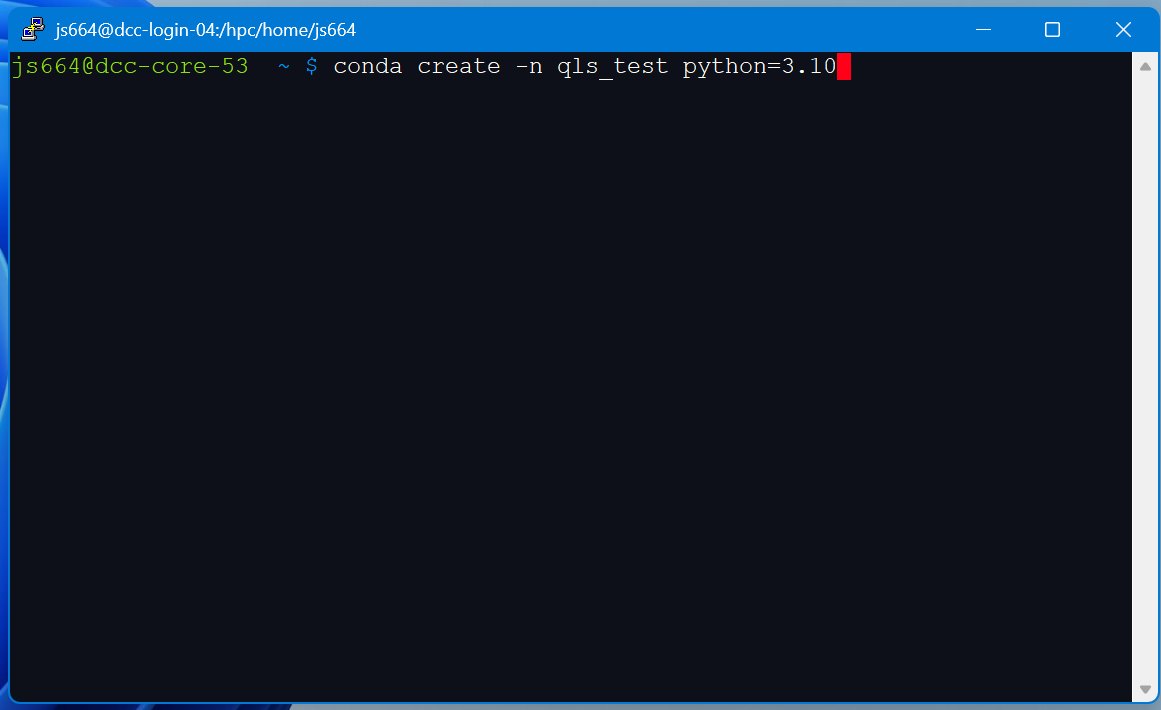 js664@dcc-login-04:/hpc/home/js664
js664@dcc-core-53  ~ $ conda create -n qls_test python=3.10